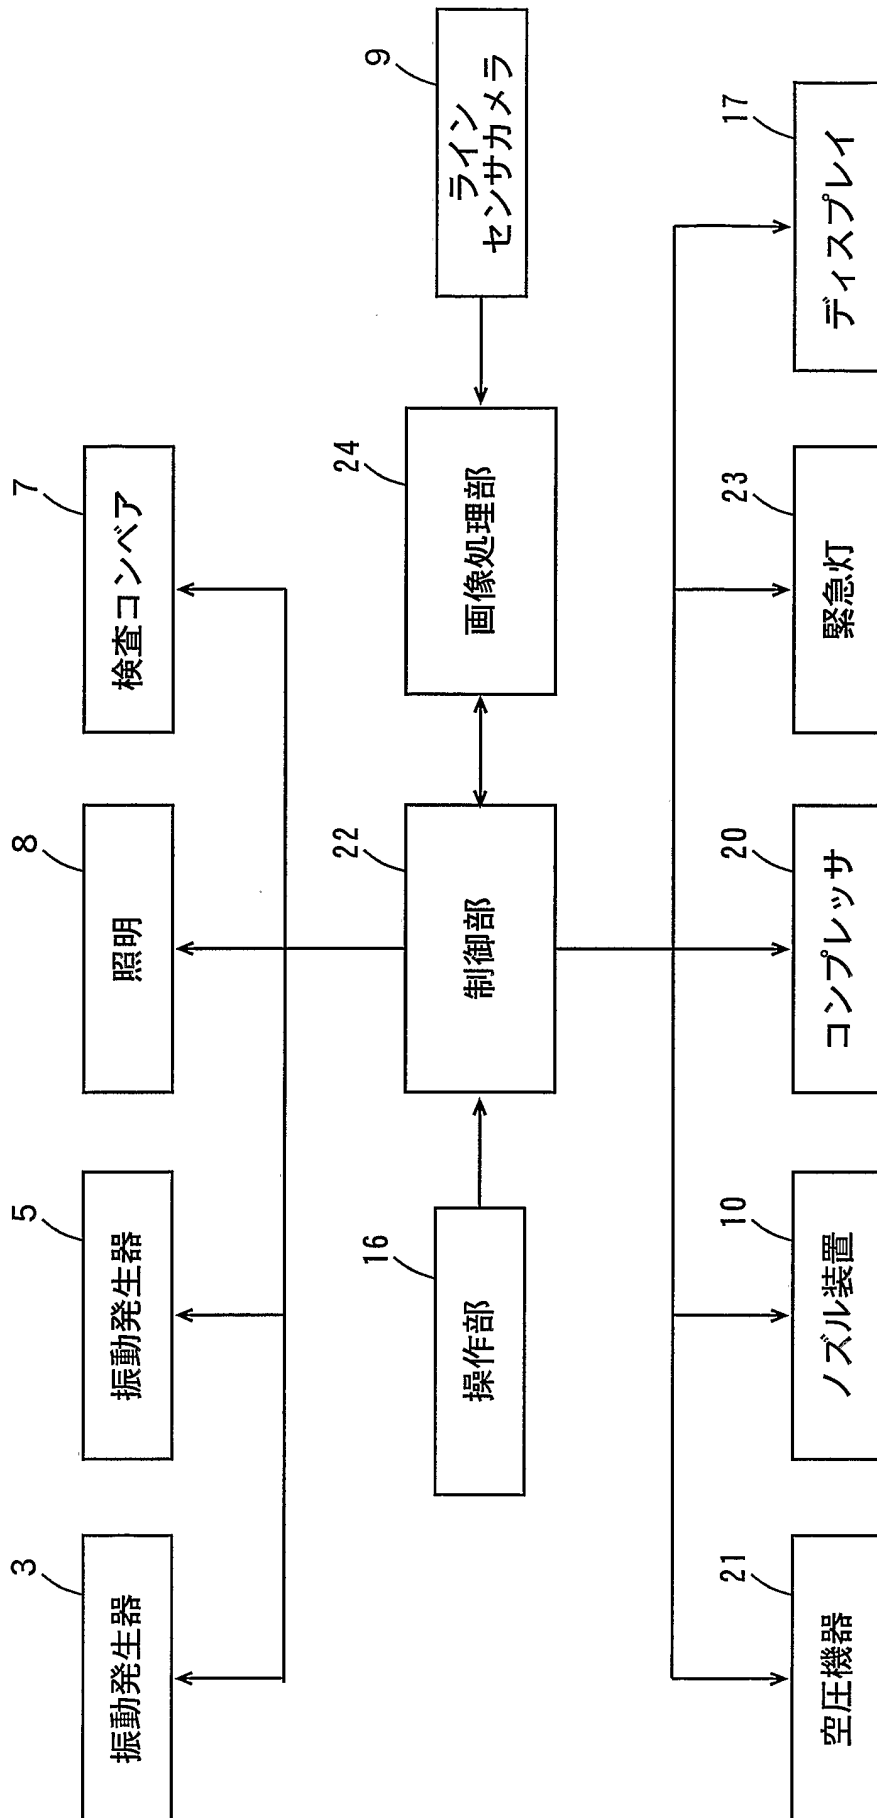 3
振動発生器
5
振動発生器
8
照明
7
検査コンベア
16
操作部
22
制御部
24
画像処理部
9
ライン
センサカメラ
21
空圧機器
10
ノズル装置
20
コンプレッサ
23
緊急灯
17
ディスプレイ